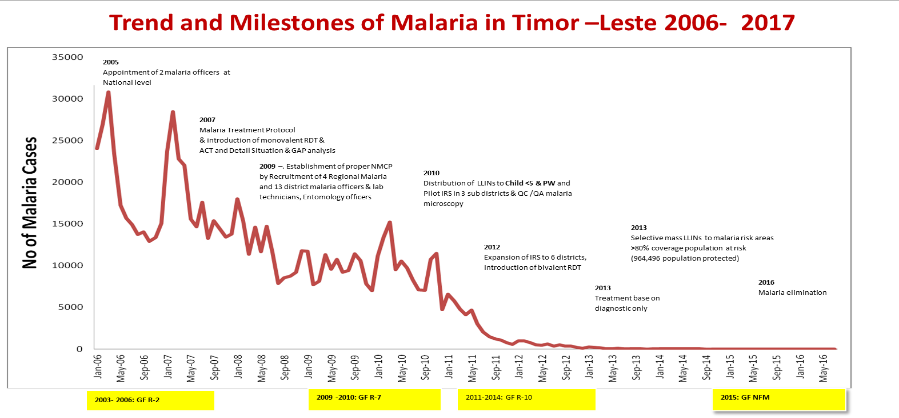 Trend and Milestones of Malaria in Timor –Leste 2006- 2017
No of Malaria Cases
35000
30000
25000
20000
15000
10000
5000
0
2005
Appointment of 2 malaria officers at
National level
2007
Malaria Treatment Protocol
& introduction of monovalent RDT &
ACT and Detail Situation & GAP analysis
2009 –. Establishment of proper NMCP
by Recruitment of 4 Regional Malaria
and 13 district malaria officers & lab
technicians, Entomology officers
2010
Distribution of LLINs to Child <5 & PW and
Pilot IRS in 3 sub districts & QC /QA malaria
microscopy
2012
Expansion of IRS to 6 districts,
Introduction of bivalent RDT
2013
Selective mass LLINs to malaria risk areas
>80% coverage population at risk
(964,496 population protected)
2013
Treatment base on
diagnostic only
2016
Malaria elimination
Jan-06
May-06
Sep-06
Jan-07
May-07
Sep-07
Jan-08
May-08
Sep-08
Jan-09
May-09
Sep-09
Jan-10
May-10
Sep-10
Jan-11
May-11
Sep-11
Jan-12
May-12
Sep-12
Jan-13
May-13
Sep-13
Jan-14
May-14
Sep-14
Jan-15
May-15
Sep-15
Jan-16
May-16
2003- 2006: GF R-2
2009 -2010: GF R-7
2011-2014: GF R-10
2015: GF NFM